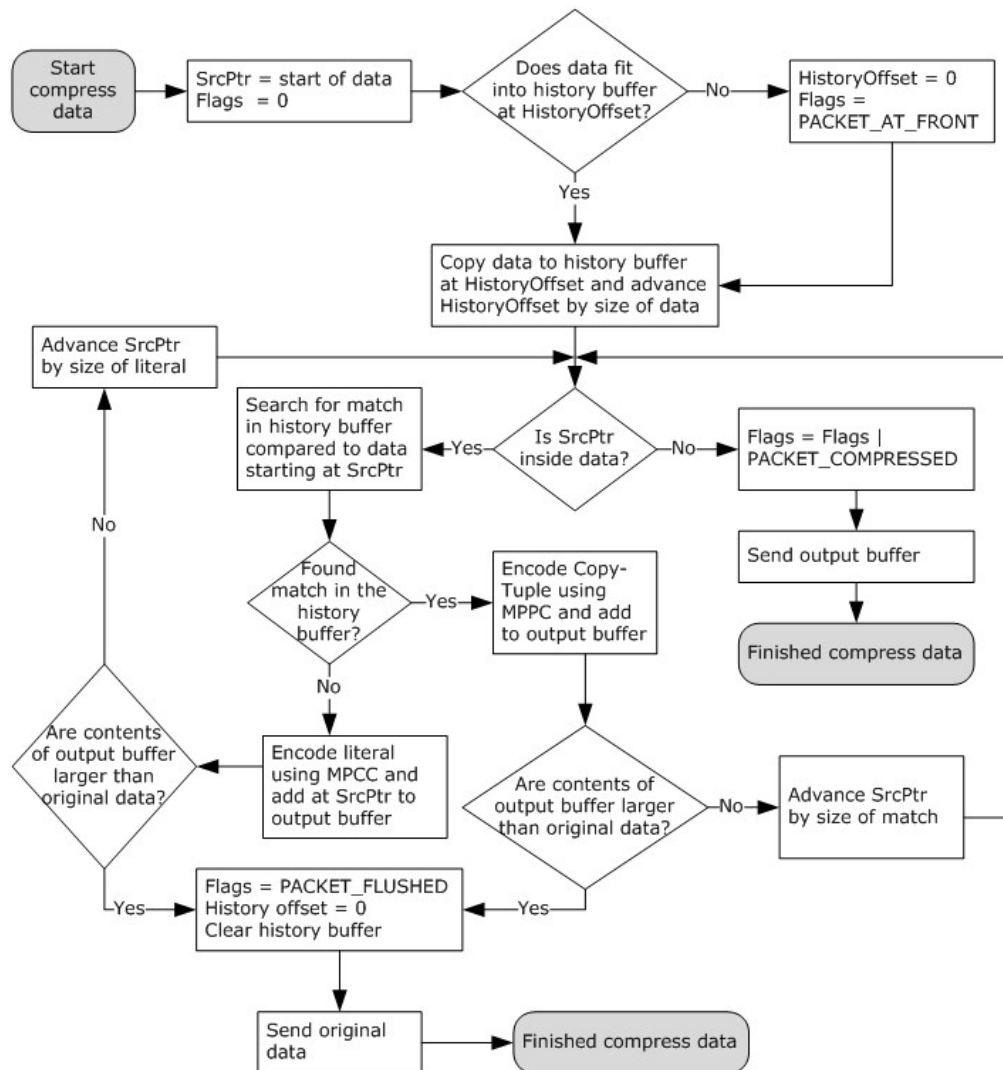 Start
compress
data
SrcPtr = start of data
Flags  = 0
Does data fit
into history buffer
at HistoryOffset?
No
HistoryOffset = 0
Flags =
PACKET_AT_FRONT
Yes
Copy data to history buffer
at HistoryOffset and advance
HistoryOffset by size of data
Advance SrcPtr
by size of literal
Search for match
in history buffer
compared to data
starting at SrcPtr
Yes
Is SrcPtr
inside data?
No
Flags = Flags |
PACKET_COMPRESSED
No
Send output buffer
Found
match in the
history
buffer?
Yes
Encode Copy-
Tuple using
MPPC and add
to output buffer
Finished compress data
No
Are contents
of output buffer
larger than
original data?
Encode literal
using MPCC and
add at SrcPtr to
output buffer
Are contents of
output buffer larger
than original data?
No
Advance SrcPtr
by size of match
Yes
Flags = PACKET_FLUSHED
History offset = 0
Clear history buffer
Yes
Send original
data
Finished compress data